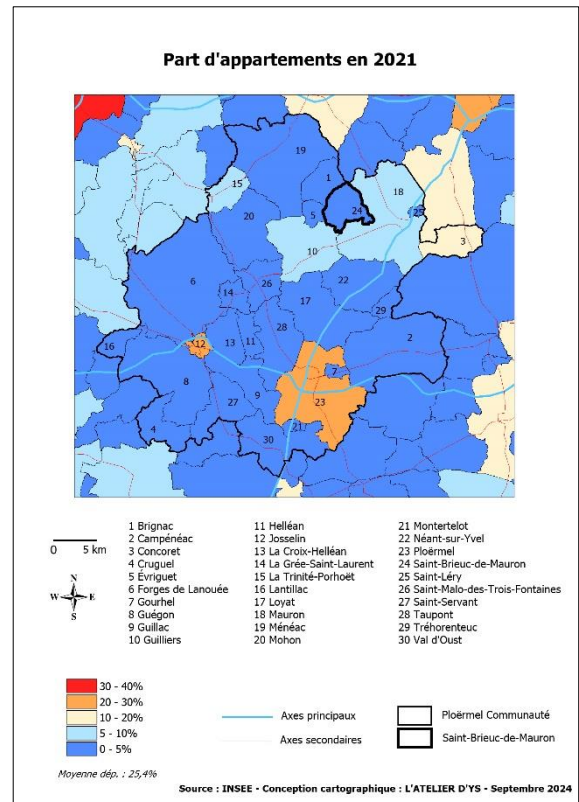 Part d'appartements en 2021
19
1
15
18
24
5
25
20
10
3
6
26
22
14
17
29
28
2
12
13
11
16
7
8
9
27
23
4
21
30
0 5 km
N
W E
S
1 Brignac
2 Campénéac
3 Concoret
4 Cruguel
5 Évriguet
6 Forges de Lanouée
7 Gourhel
8 Guégon
9 Guillac
10 Guilliers
11 Helléan
12 Josselin
13 La Croix-Helléan
14 La Grée-Saint-Laurent
15 La Trinité-Porhoët
16 Lantillac
17 Loyat
18 Mauron
19 Ménéac
20 Mohon
21 Montertelot
22 Néant-sur-Yvel
23 Ploërmel
24 Saint-Brieuc-de-Mauron
25 Saint-Léry
26 Saint-Malo-des-Trois-Fontaines
27 Saint-Servant
28 Taupont
29 Tréhorenteuc
30 Val d'Oust
30 - 40%
20 - 30%
10 - 20%
5 - 10%
0 - 5%
Axes principaux
Axes secondaires
Ploërmel Communauté
Saint-Brieuc-de-Mauron
Moyenne dép. : 25,4%
Source : INSEE - Conception cartographique : L'ATELIER D'YS - Septembre 2024